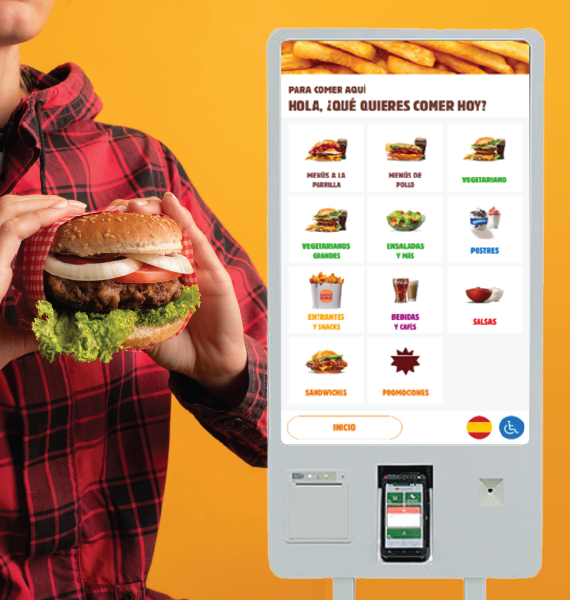 PARA COMER AQUÍ
HOLA, ¿QUÉ QUIERES COMER HOY?
MENÚS A LA
PARRILLA
MENÚS DE
POLLO
VEGETARIANO
VEGETARIANOS
GRANDES
ENSALADAS
Y MÁS
POSTRES
ENTRANTES
Y SNACKS
BEBIDAS
Y CAFÉS
SALSAS
SANDWICHES
PROMOCIONES
INICIO